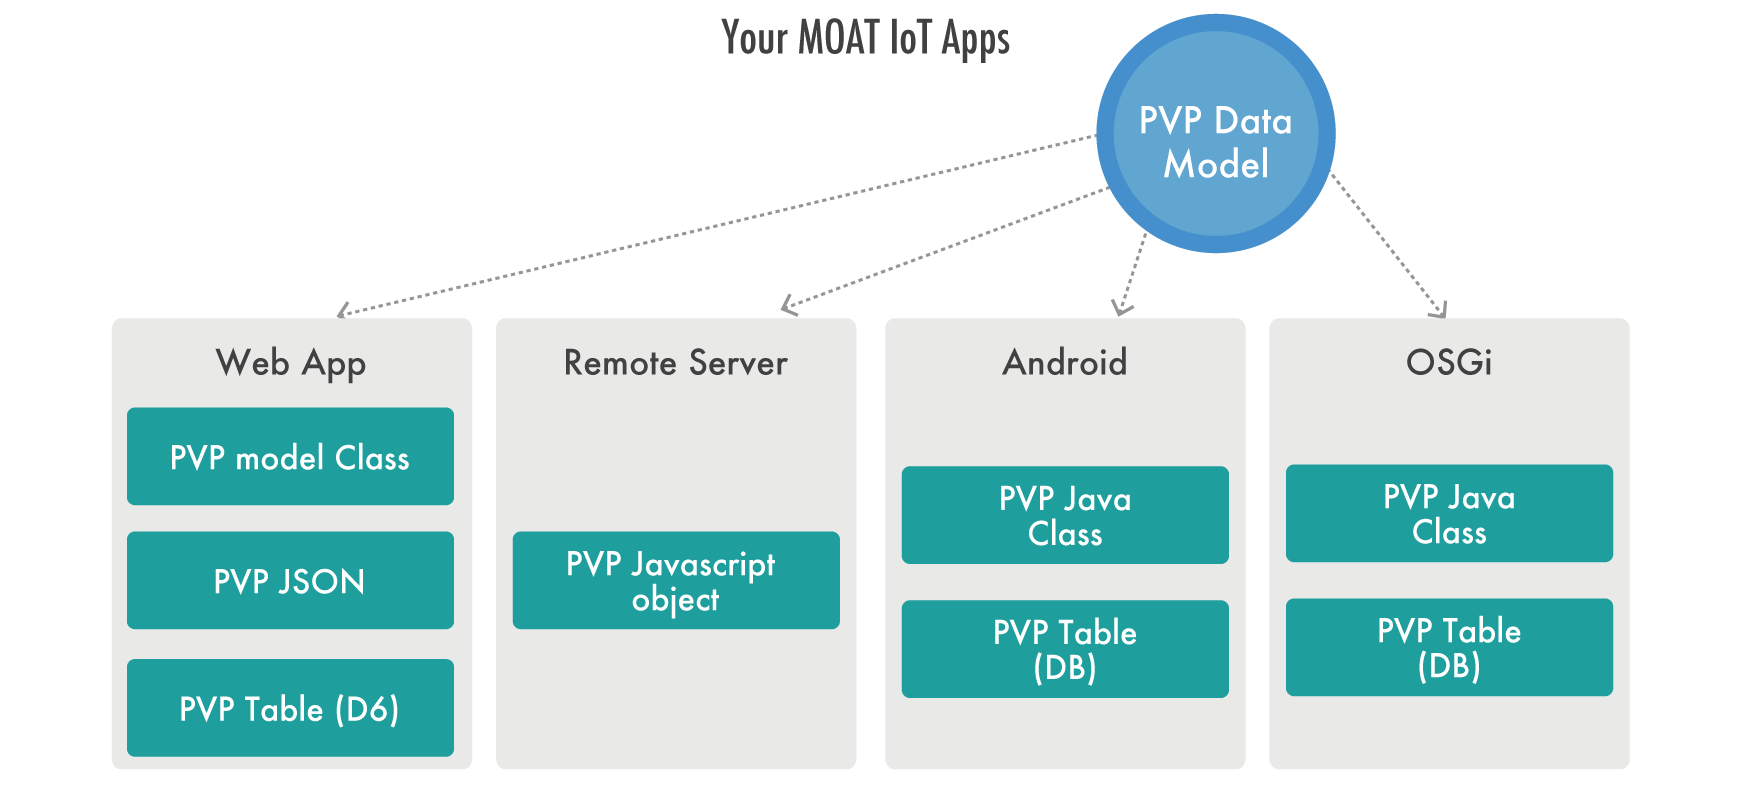 Your MOAT IoT Apps
PVP Data
Model
Web App
PVP model Class
PVP JSON
PVP Table (D6)
Remote Server
PVP Javascript
object
Android
PVP Java
Class
PVP Table
(DB)
OSGi
PVP Java
Class
PVP Table
(DB)